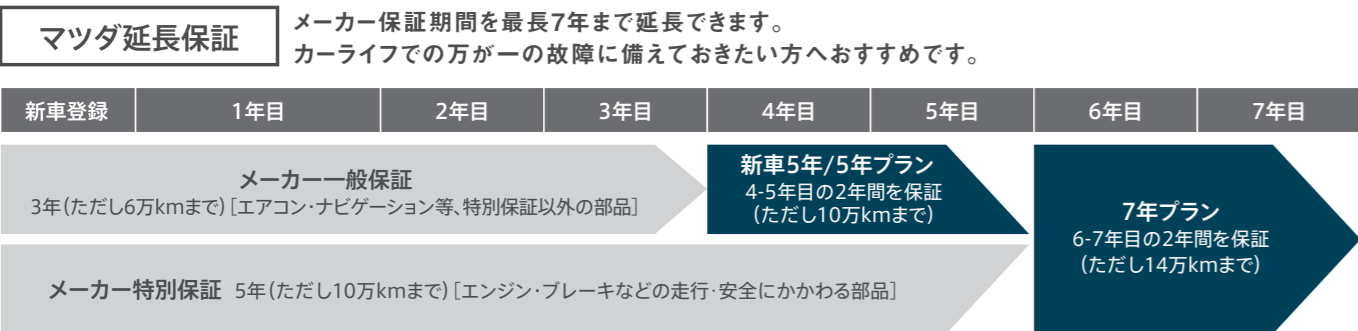 マツダ延長保証
メーカー保証期間を最長7年まで延長できます。
カーライフでの万が一の故障に備えておきたい方へおすすめです。
新車登録 1年目 2年目 3年目 4年目 5年目 6年目 7年目
メーカー一般保証
3年(ただし6万kmまで)[エアコン・ナビゲーション等、特別保証以外の部品]
新車5年/5年プラン
4-5年目の2年間を保証
(ただし10万kmまで)
7年プラン
6-7年目の2年間を保証
(ただし14万kmまで)
メーカー特別保証 5年(ただし10万kmまで)[エンジン・ブレーキなどの走行・安全にかかわる部品]